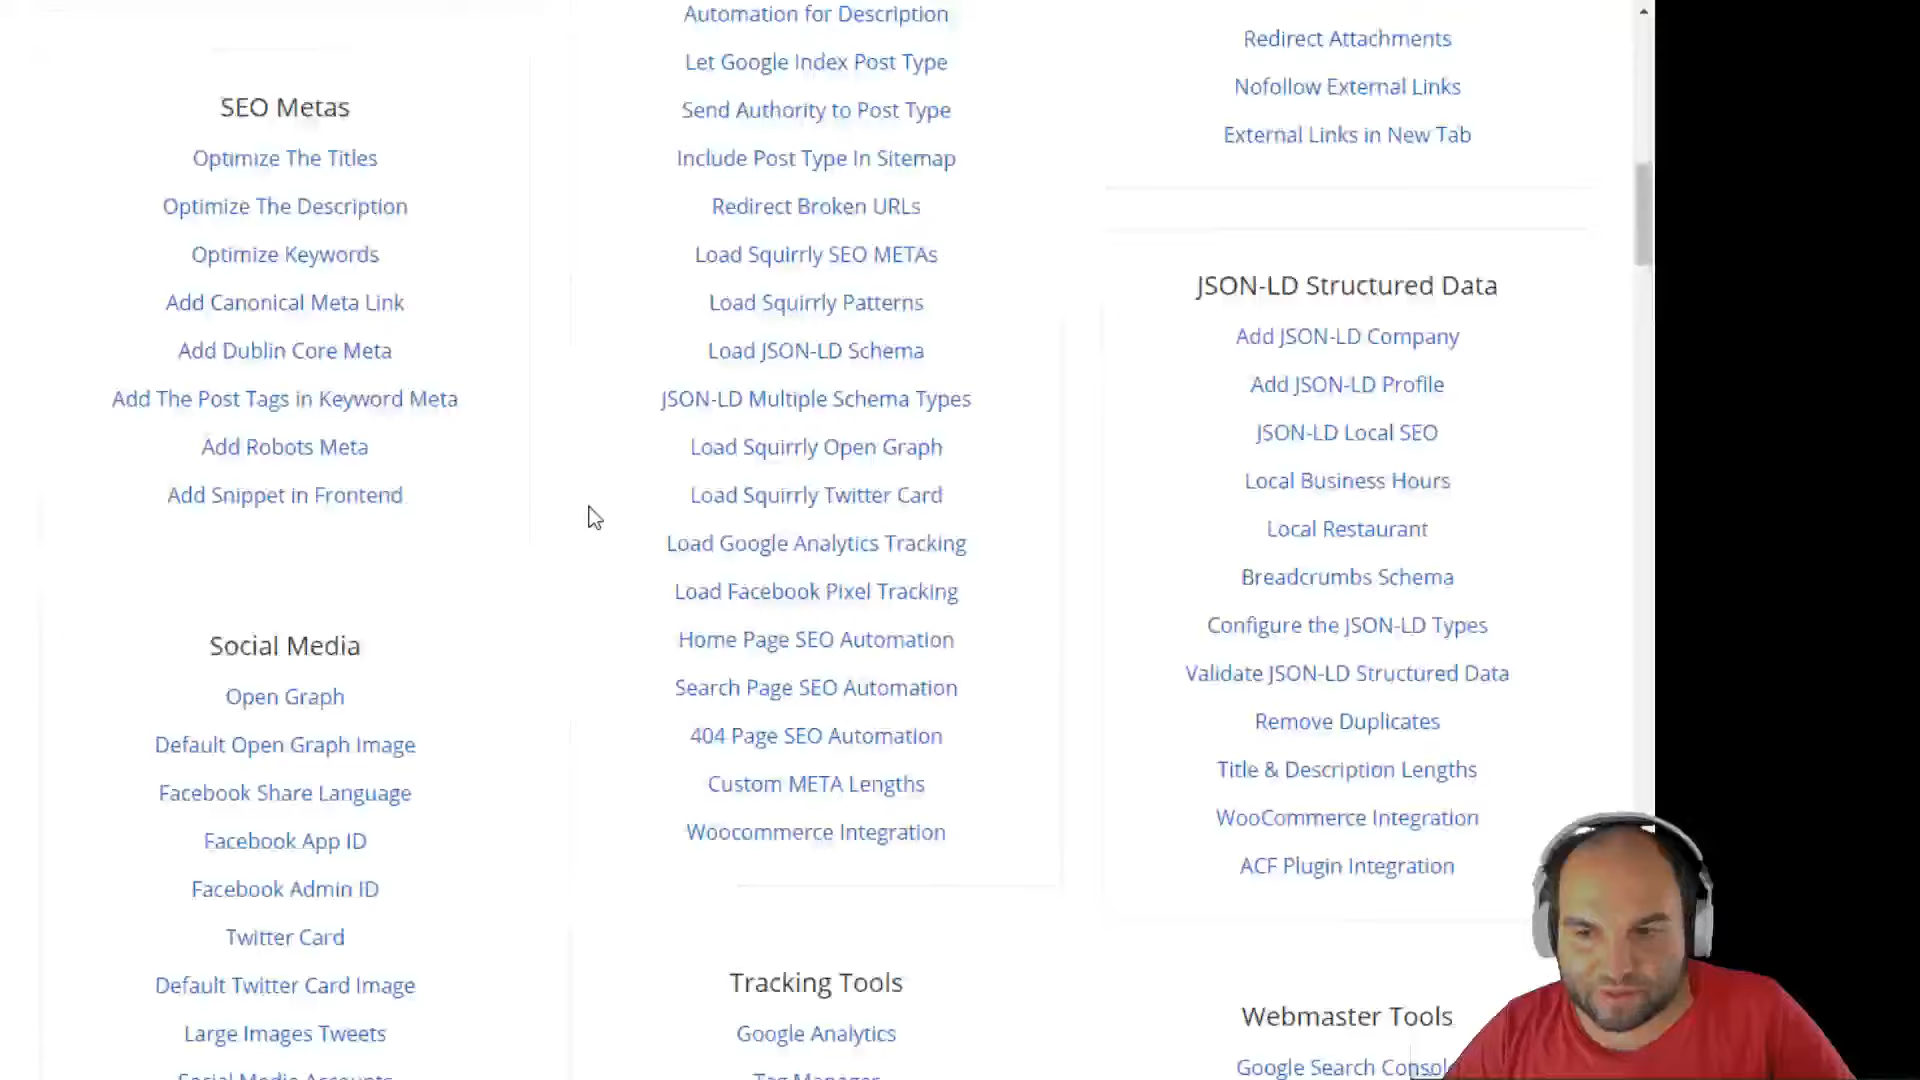 SEO Metas
Optimize The Titles
Optimize The Description
Optimize Keywords
Add Canonical Meta Link
Add Dublin Core Meta
Add The Post Tags in Keyword Meta
Add Robots Meta
Add Snippet in Frontend
Social Media
Open Graph
Default Open Graph Image
Facebook Share Language
Facebook App ID
Facebook Admin ID
Twitter Card
Default Twitter Card Image
Large Images Tweets
Social Media Accounts
Automation for Description
Let Google Index Post Type
Send Authority to Post Type
Include Post Type In Sitemap
Redirect Broken URLs
Load Squirrly SEO METAs
Load Squirrly Patterns
Load JSON-LD Schema
JSON-LD Multiple Schema Types
Load Squirrly Open Graph
Load Squirrly Twitter Card
Load Google Analytics Tracking
Load Facebook Pixel Tracking
Home Page SEO Automation
Search Page SEO Automation
404 Page SEO Automation
Custom META Lengths
Woocommerce Integration
Tracking Tools
Google Analytics
Tag Manager
Redirect Attachments
Nofollow External Links
External Links in New Tab
JSON-LD Structured Data
Add JSON-LD Company
Add JSON-LD Profile
JSON-LD Local SEO
Local Business Hours
Local Restaurant
Breadcrumbs Schema
Configure the JSON-LD Types
Validate JSON-LD Structured Data
Remove Duplicates
Title & Description Lengths
WooCommerce Integration
ACF Plugin Integration
Webmaster Tools
Google Search Consol